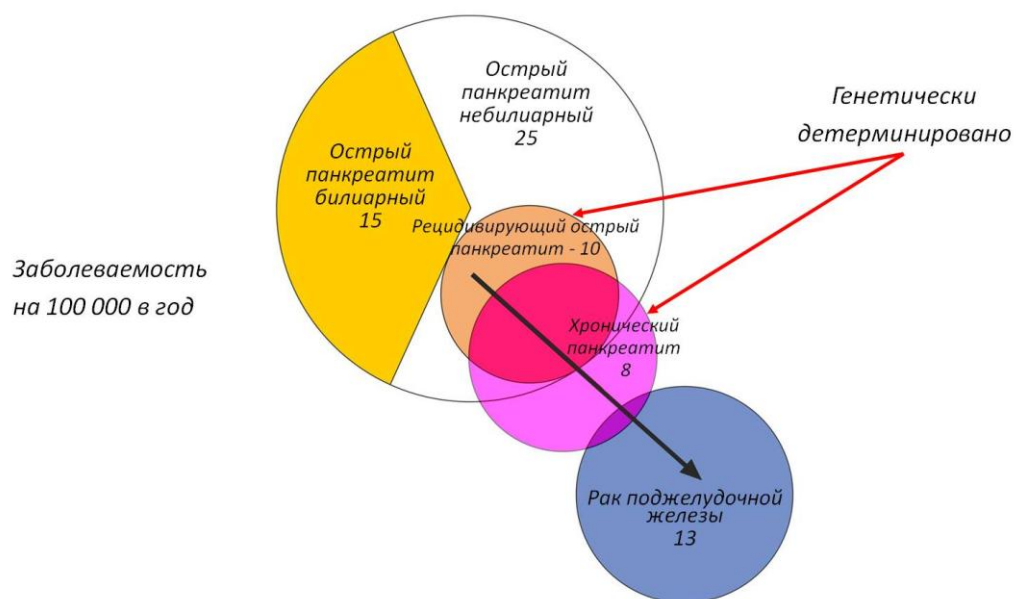 Острый
панкреатит
небилиарный
25
Генетически
детерминировано
Острый
панкреатит
билиарный
15
Рецидивирующий острый
панкреатит - 10
Заболеваемость
на 100 000 в год
Хронический
панкреатит
8
Рак поджелудочной
железы
13